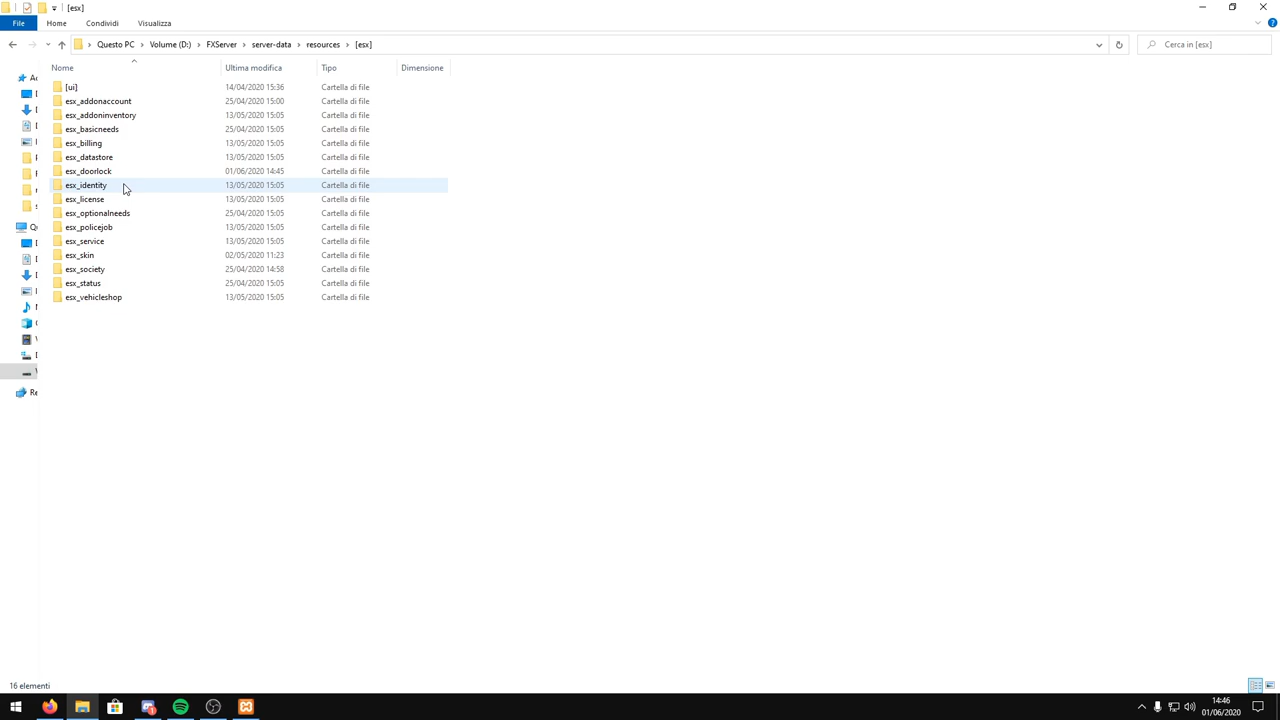 [esx]
File Home Condividi Visualizza
Questo PC Volume (D:) FXServer server-data resources [esx] Cerca in [esx]
Nome Ultima modifica Tipo Dimensione
[ui] 14/04/2020 15:36 Cartella di file
esx_addonaccount 25/04/2020 15:00 Cartella di file
esx_addoninventory 13/05/2020 15:05 Cartella di file
esx_basicneeds 25/04/2020 15:05 Cartella di file
esx_billing 13/05/2020 15:05 Cartella di file
esx_datastore 13/05/2020 15:05 Cartella di file
esx_doorlock 01/06/2020 14:45 Cartella di file
esx_identity 13/05/2020 15:05 Cartella di file
esx_license 13/05/2020 15:05 Cartella di file
esx_optionalneeds 25/04/2020 15:05 Cartella di file
esx_policejob 13/05/2020 15:05 Cartella di file
esx_service 13/05/2020 15:05 Cartella di file
esx_skin 02/05/2020 11:23 Cartella di file
esx_society 25/04/2020 14:58 Cartella di file
esx_status 25/04/2020 15:05 Cartella di file
esx_vehicleshop 13/05/2020 15:05 Cartella di file
16 elementi
14:46
01/06/2020